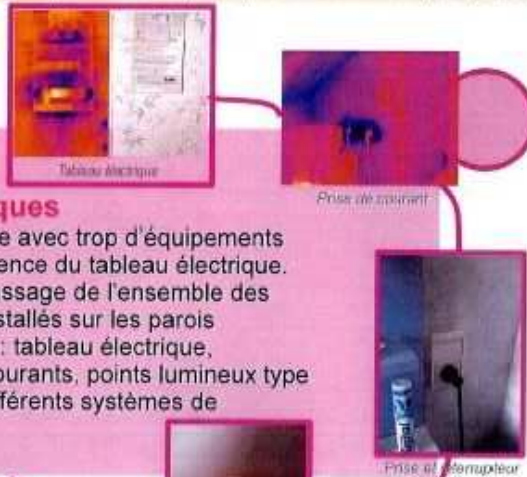 Tableau électrique
Prise de courant
ques
e avec trop d'équipements
ence du tableau électrique.
ssage de l'ensemble des
stallés sur les parois
: tableau électrique,
ourants, points lumineux type
fférents systèmes de
Prise et interrupteur